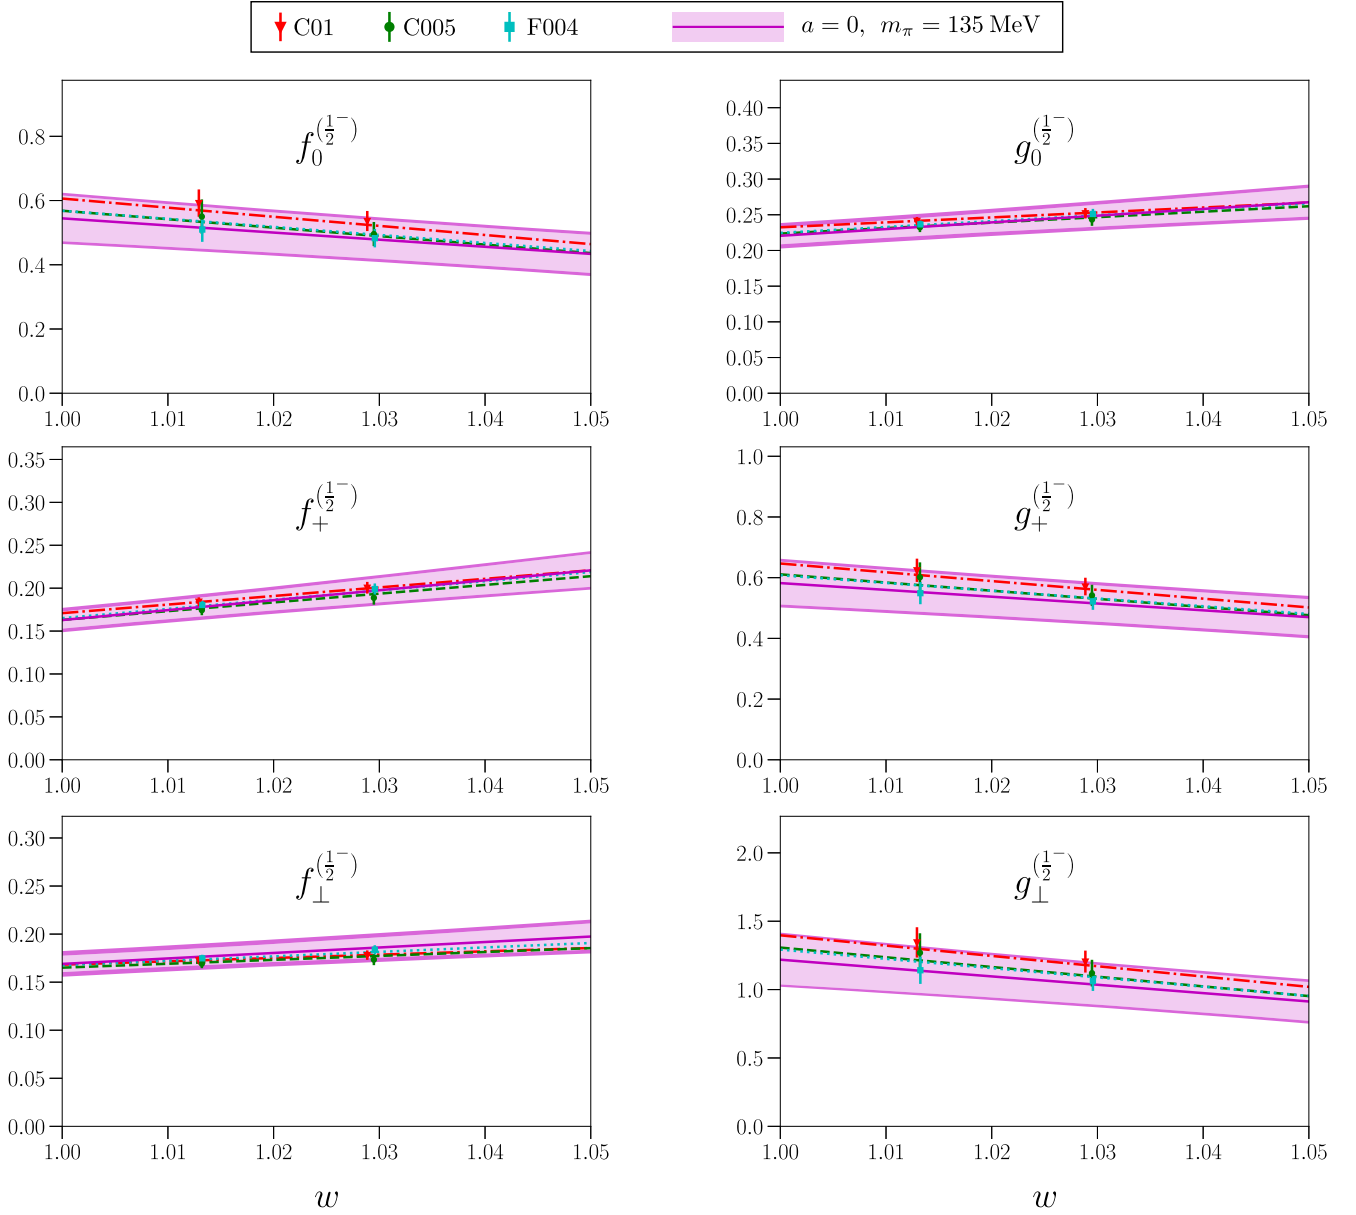 C01 C005 F004 a = 0, m_π = 135 MeV
f_0^{(\frac{1}{2}^-)}
0.8
0.6
0.4
0.2
0.0
1.00 1.01 1.02 1.03 1.04 1.05
g_0^{(\frac{1}{2}^-)}
0.40
0.35
0.30
0.25
0.20
0.15
0.10
0.05
0.00
1.00 1.01 1.02 1.03 1.04 1.05
f_+^{(\frac{1}{2}^-)}
0.35
0.30
0.25
0.20
0.15
0.10
0.05
0.00
1.00 1.01 1.02 1.03 1.04 1.05
g_+^{(\frac{1}{2}^-)}
1.0
0.8
0.6
0.4
0.2
0.0
1.00 1.01 1.02 1.03 1.04 1.05
f_⊥^{(\frac{1}{2}^-)}
0.30
0.25
0.20
0.15
0.10
0.05
0.00
1.00 1.01 1.02 1.03 1.04 1.05
w
g_⊥^{(\frac{1}{2}^-)}
2.0
1.5
1.0
0.5
0.0
1.00 1.01 1.02 1.03 1.04 1.05
w